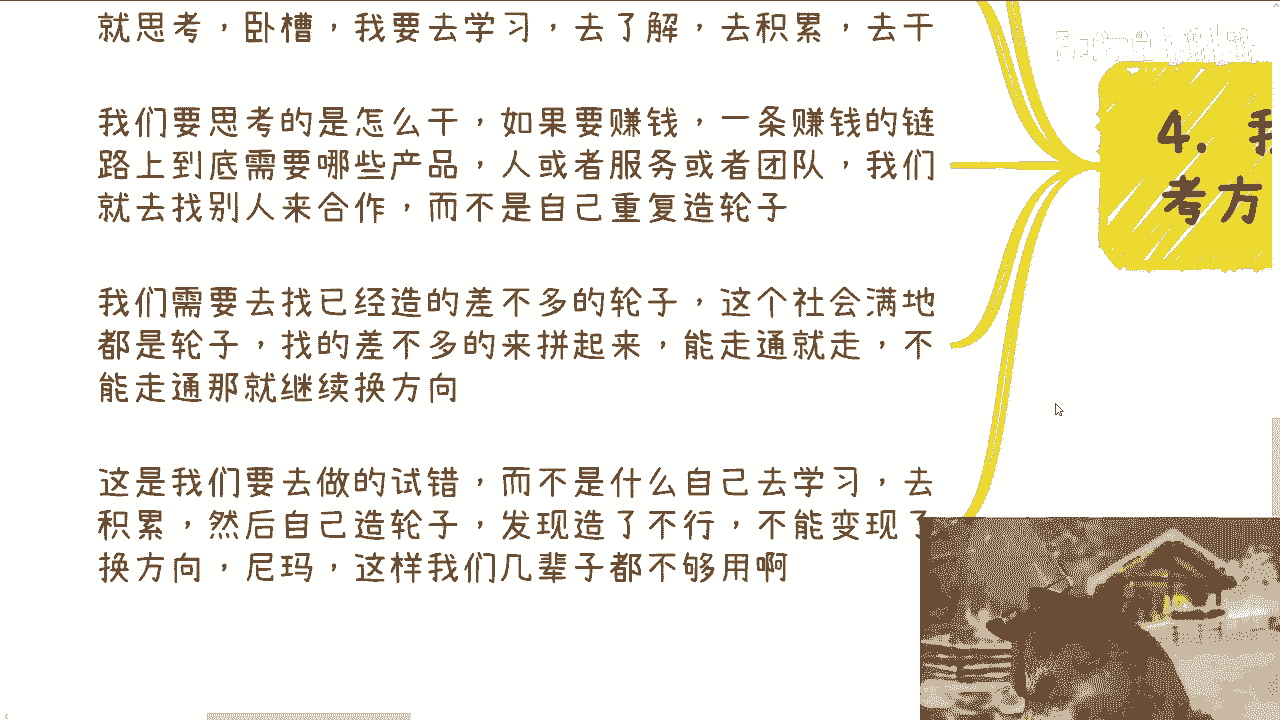 就思考，卧槽，我要去学习，去了解，去积累，去干
我们要思考的是怎么干，如果要赚钱，一条赚钱的链
路上到底需要哪些产品，人或者服务或者团队，我们
就去找别人来合作，而不是自己重复造轮子
我们需要去找已经造的差不多的轮子，这个社会满地
都是轮子，找的差不多的来拼起来，能走通就走，不
能走通那就继续换方向
这是我们要去做的试错，而不是什么自己去学习，去
积累，然后自己造轮子，发现造了不行，不能变现了
换方向，尼玛，这样我们几辈子都不够用啊
4. 我
考方